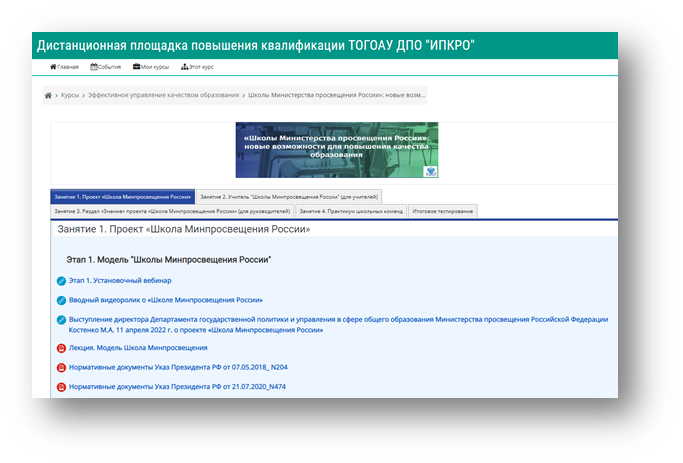 Дистанционная площадка повышения квалификации ТОГОАУ ДПО "ИПКРО"
Главная События Мои курсы Этот курс
Курсы › Эффективное управление качеством образования › Школы Министерства просвещения России»: новые возм...
«Школы Министерства просвещения России»:
новые возможности для повышения качества
образования
Занятие 1. Проект «Школа Минпросвещения России» Занятие 2. Учитель "Школы Минпросвещения России" (для учителей)
Занятие 3. Раздел «Знание» проекта «Школа Минпросвещения России» (для руководителей) Занятие 4. Практикум школьных команд Итоговое тестирование
Занятие 1. Проект «Школа Минпросвещения России»
Этап 1. Модель "Школы Минпросвещения России"
Этап 1. Установочный вебинар
Вводный видеоролик о «Школе Минпросвещения России»
Выступление директора Департамента государственной политики и управления в сфере общего образования Министерства просвещения Российской Федерации
Костенко М.А. 11 апреля 2022 г. о проекте «Школа Минпросвещения России»
Лекция. Модель Школа Минпросвещения
Нормативные документы Указ Президента РФ от 07.05.2018_ N204
Нормативные документы Указ Президента РФ от 21.07.2020_N474